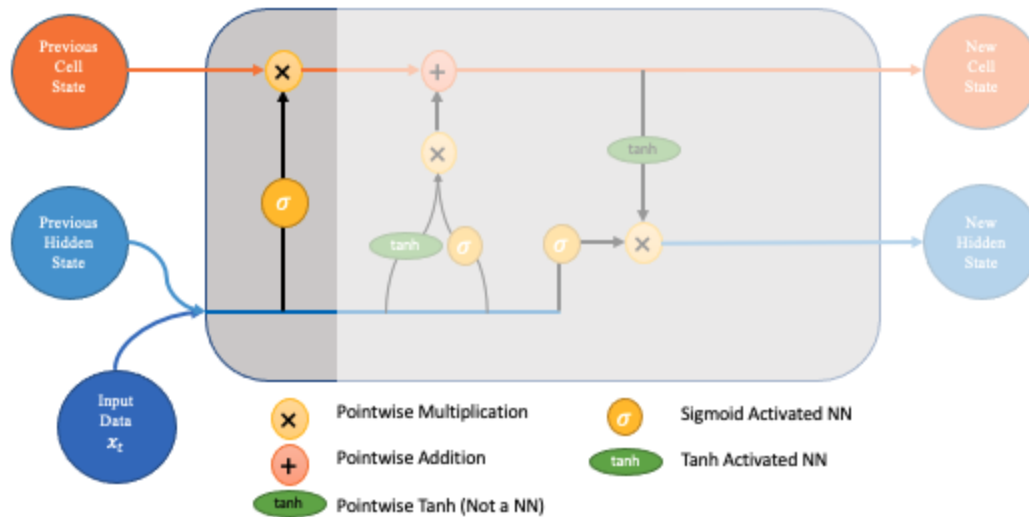 Previous
Cell
State
×
+
New
Cell
State
tanh
×
σ
Previous
Hidden
State
tanh
σ
σ
×
New
Hidden
State
Input
Data
xₜ
× Pointwise Multiplication
σ Sigmoid Activated NN
+ Pointwise Addition
tanh Tanh Activated NN
tanh Pointwise Tanh (Not a NN)